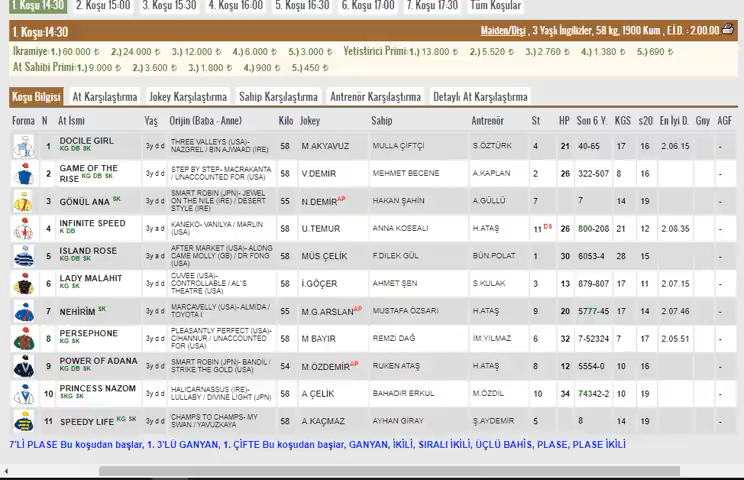 1. Koşu 14:30 2. Koşu 15:00 3. Koşu 15:30 4. Koşu 16:00 5. Koşu 16:30 6. Koşu 17:00 7. Koşu 17:30 Tüm Koşular
1. Koşu:14:30 Maiden/Dişi , 3 Yaşlı İngilizler, 58 kg, 1900 Kum , E.İ.D. : 2.00.00
İkramiye: 1.) 60.000 ₺ 2.) 24.000 ₺ 3.) 12.000 ₺ 4.) 6.000 ₺ 5.) 3.000 ₺ Yetistirici Primi: 1.) 13.800 ₺ 2.) 5.520 ₺ 3.) 2.760 ₺ 4.) 1.380 ₺ 5.) 690 ₺
At Sahibi Primi: 1.) 9.000 ₺ 2.) 3.600 ₺ 3.) 1.800 ₺ 4.) 900 ₺ 5.) 450 ₺
Koşu Bilgisi At Karşılaştırma Jokey Karşılaştırma Sahip Karşılaştırma Antrenör Karşılaştırma Detaylı At Karşılaştırma
Forma N At İsmi Yaş Orijin (Baba - Anne) Kilo Jokey Sahip Antrenör St HP Son 6 Y. KGS s20 En İyi D. Gny AGF
1 DOCILE GIRL KG DB SK 3y d d THREE VALLEYS (USA)- NAZGREL / BIN AJWAAD (IRE) 58 M.AKYAVUZ MULLA ÇİFTÇİ S.ÖZTÜRK 4 21 40-65 17 16 2.06.15 -
2 GAME OF THE RISE KG DB SK 3y d d STEP BY STEP- MACRAKANTA / UNACCOUNTED FOR (USA) 58 V.DEMİR MEHMET BECENE A.KAPLAN 2 26 322-507 8 16 -
3 GÖNÜL ANA SK 3y d d SMART ROBIN (JPN)- JEWEL ON THE NILE (IRE) / DESERT STYLE (IRE) 55 N.DEMİR AP HAKAN ŞAHİN A.GÜLLÜ 7 7 14 19 -
4 INFINITE SPEED K DB 3y a d KANEKO- VANİLYA / MARLIN (USA) 58 U.TEMUR ANNA KOSEALI H.ATAŞ 11 DS 26 800-208 21 12 2.08.35 -
5 ISLAND ROSE KG DB SK 3y a d AFTER MARKET (USA)- ALONG CAME MOLLY (GB) / DR FONG (USA) 58 MÜS.ÇELİK F.DILEK GÜL BÜN.POLAT 1 30 6053-4 28 15 -
6 LADY MALAHIT KG SK 3y d d CUVEE (USA)- CONTROLLABLE / AL'S THEATRE (USA) 58 İ.GÖÇER AHMET ŞEN S.KULAK 3 13 879-807 17 11 2.07.15 -
7 NEHİRİM SK 3y d d MARCAVELLY (USA)- ALMIDA / TOYOTA I 55 M.G.ARSLAN AP MUSTAFA ÖZSARI H.ATAŞ 9 20 5777-45 17 14 2.07.46 -
8 PERSEPHONE KG DB SK 3y d d PLEASANTLY PERFECT (USA)- CIHANNUR / UNACCOUNTED FOR (USA) 58 M BAYIR REMZİ DAĞ İM.YILMAZ 6 32 7-52324 7 17 2.05.51 -
9 POWER OF ADANA KG DB SK 3y d d SMART ROBIN (JPN)- BANDIL / STRIKE THE GOLD (USA) 54 M.ÖZDEMİR AP RUKEN ATAŞ H.ATAŞ 8 12 5554-0 10 16 -
10 PRINCESS NAZOM SKG SK 3y d d HALICARNASSUS (IRE)- LULLABY / DIVINE LIGHT (JPN) 58 A.ÇELİK BAHADIR ERKUL M.ÖZDİL 10 34 74342-2 10 19 -
11 SPEEDY LIFE KG SK 3y d d CHAMPS TO CHAMPS- MY SWAN / YAVUZKAYA 58 A.KAÇMAZ AYHAN GİRAY Ş.AYDEMİR 5 8 14 19 -
7'Lİ PLASE Bu koşudan başlar, 1. 3'LÜ GANYAN, 1. ÇİFTE Bu koşudan başlar, GANYAN, İKİLİ, SIRALI İKİLİ, ÜÇLÜ BAHİS, PLASE, PLASE İKİLİ